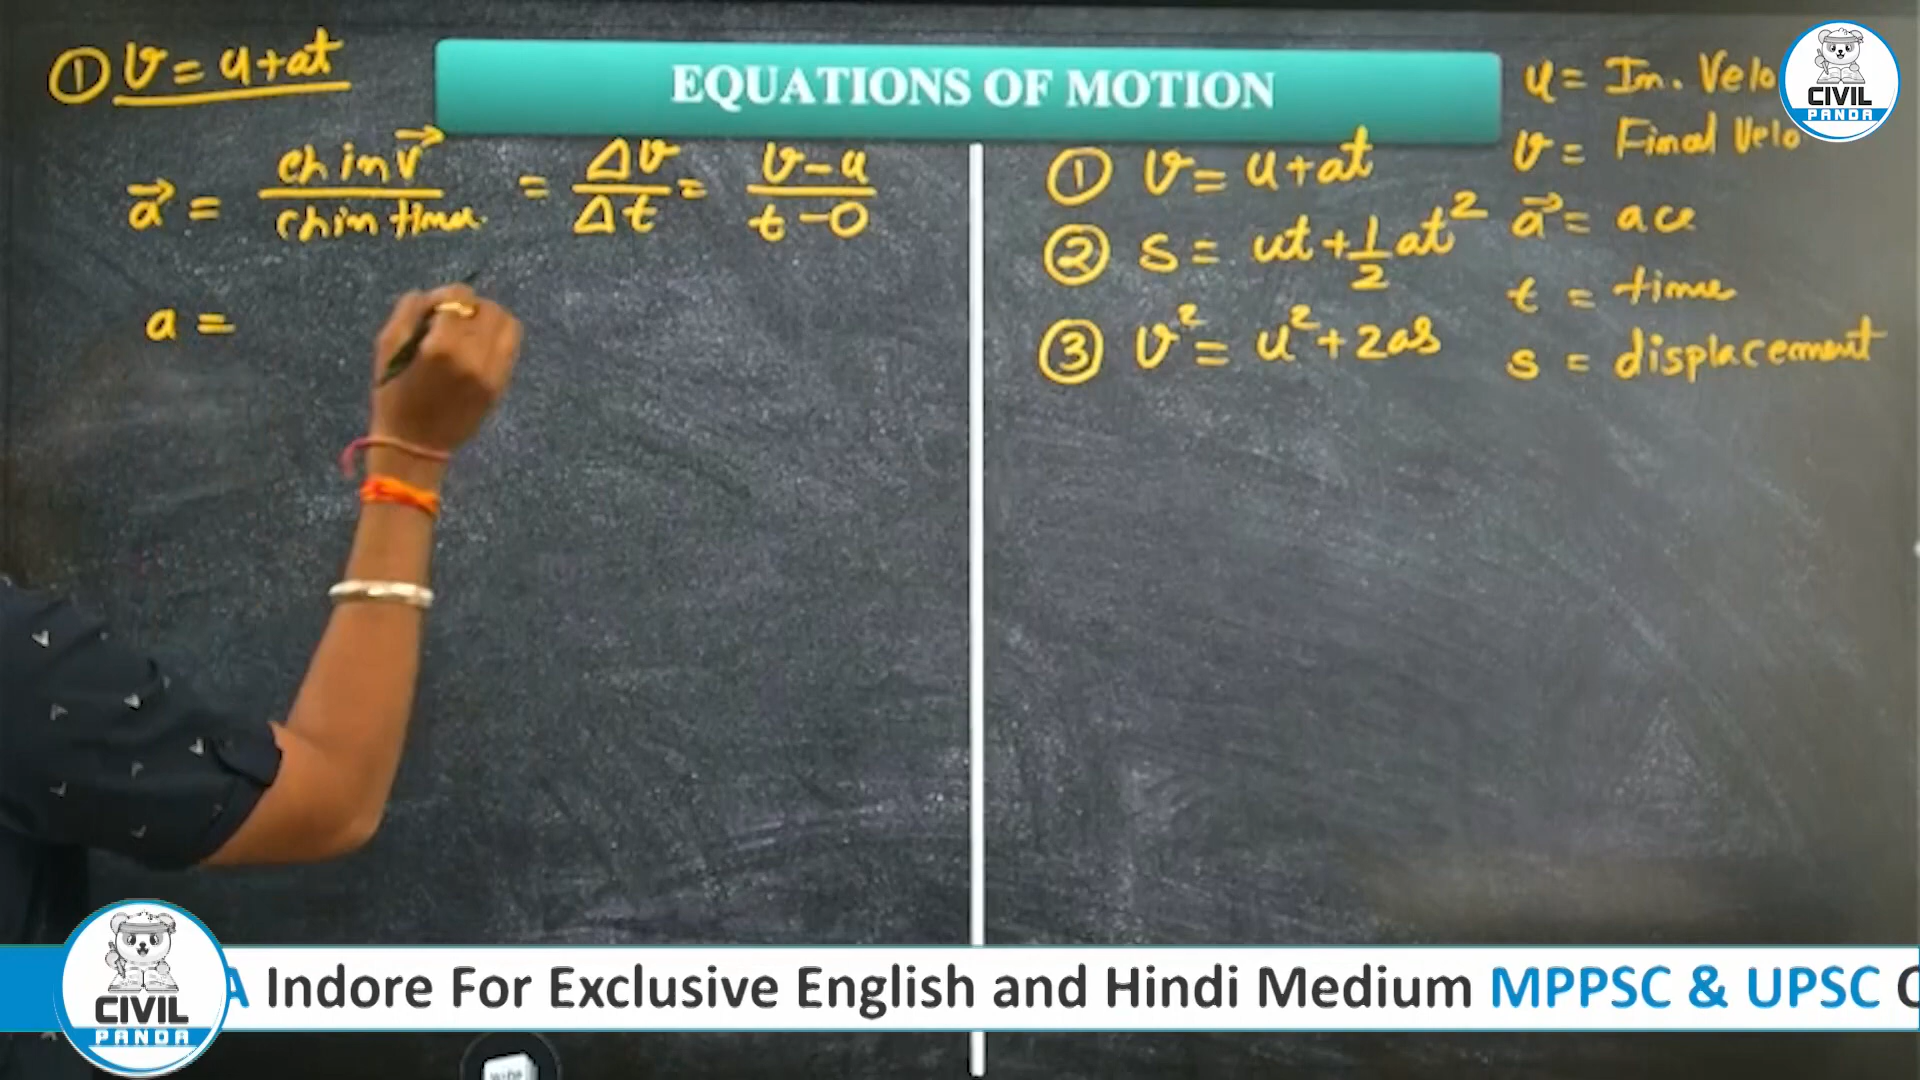 EQUATIONS OF MOTION
① v = u+at
a⃗ = ch in v⃗ / ch in time = Δv/Δt = v-u / t-0
a =
① v = u+at
② s = ut + 1/2 at²
③ v² = u² + 2as
u = In. Velo
v = Final Velo
a⃗ = acc
t = time
s = displacement
CIVIL
PANDA
A Indore For Exclusive English and Hindi Medium MPPSC & UPSC C
CIVIL
PANDA